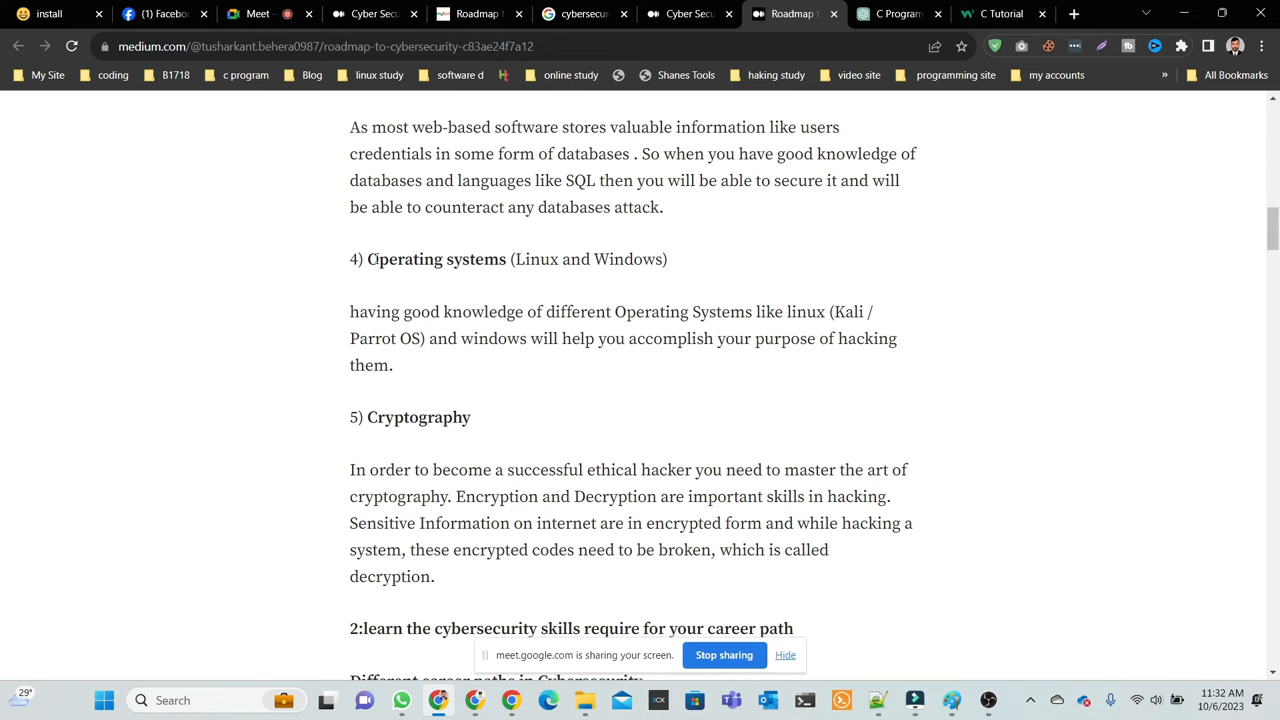 install
(1) Facebo
Meet -
Cyber Secu
Roadmap t
cybersecur
Cyber Secu
Roadmap te
C Program
C Tutorial
medium.com/@tusharkant.behera0987/roadmap-to-cybersecurity-c83ae24f7a12
My Site
coding
B1718
c program
Bing
linux study
software d
online study
Shanes Tools
haking study
video site
programming site
my accounts
»
All Bookmarks
As most web-based software stores valuable information like users
credentials in some form of databases . So when you have good knowledge of
databases and languages like SQL then you will be able to secure it and will
be able to counteract any databases attack.
4) Operating systems (Linux and Windows)
having good knowledge of different Operating Systems like linux (Kali /
Parrot OS) and windows will help you accomplish your purpose of hacking
them.
5) Cryptography
In order to become a successful ethical hacker you need to master the art of
cryptography. Encryption and Decryption are important skills in hacking.
Sensitive Information on internet are in encrypted form and while hacking a
system, these encrypted codes need to be broken, which is called
decryption.
2:learn the cybersecurity skills require for your career path
meet.google.com is sharing your screen.
Stop sharing
Hide
Different career paths in Cybersecurity
29°
Search
11:32 AM
10/6/2023